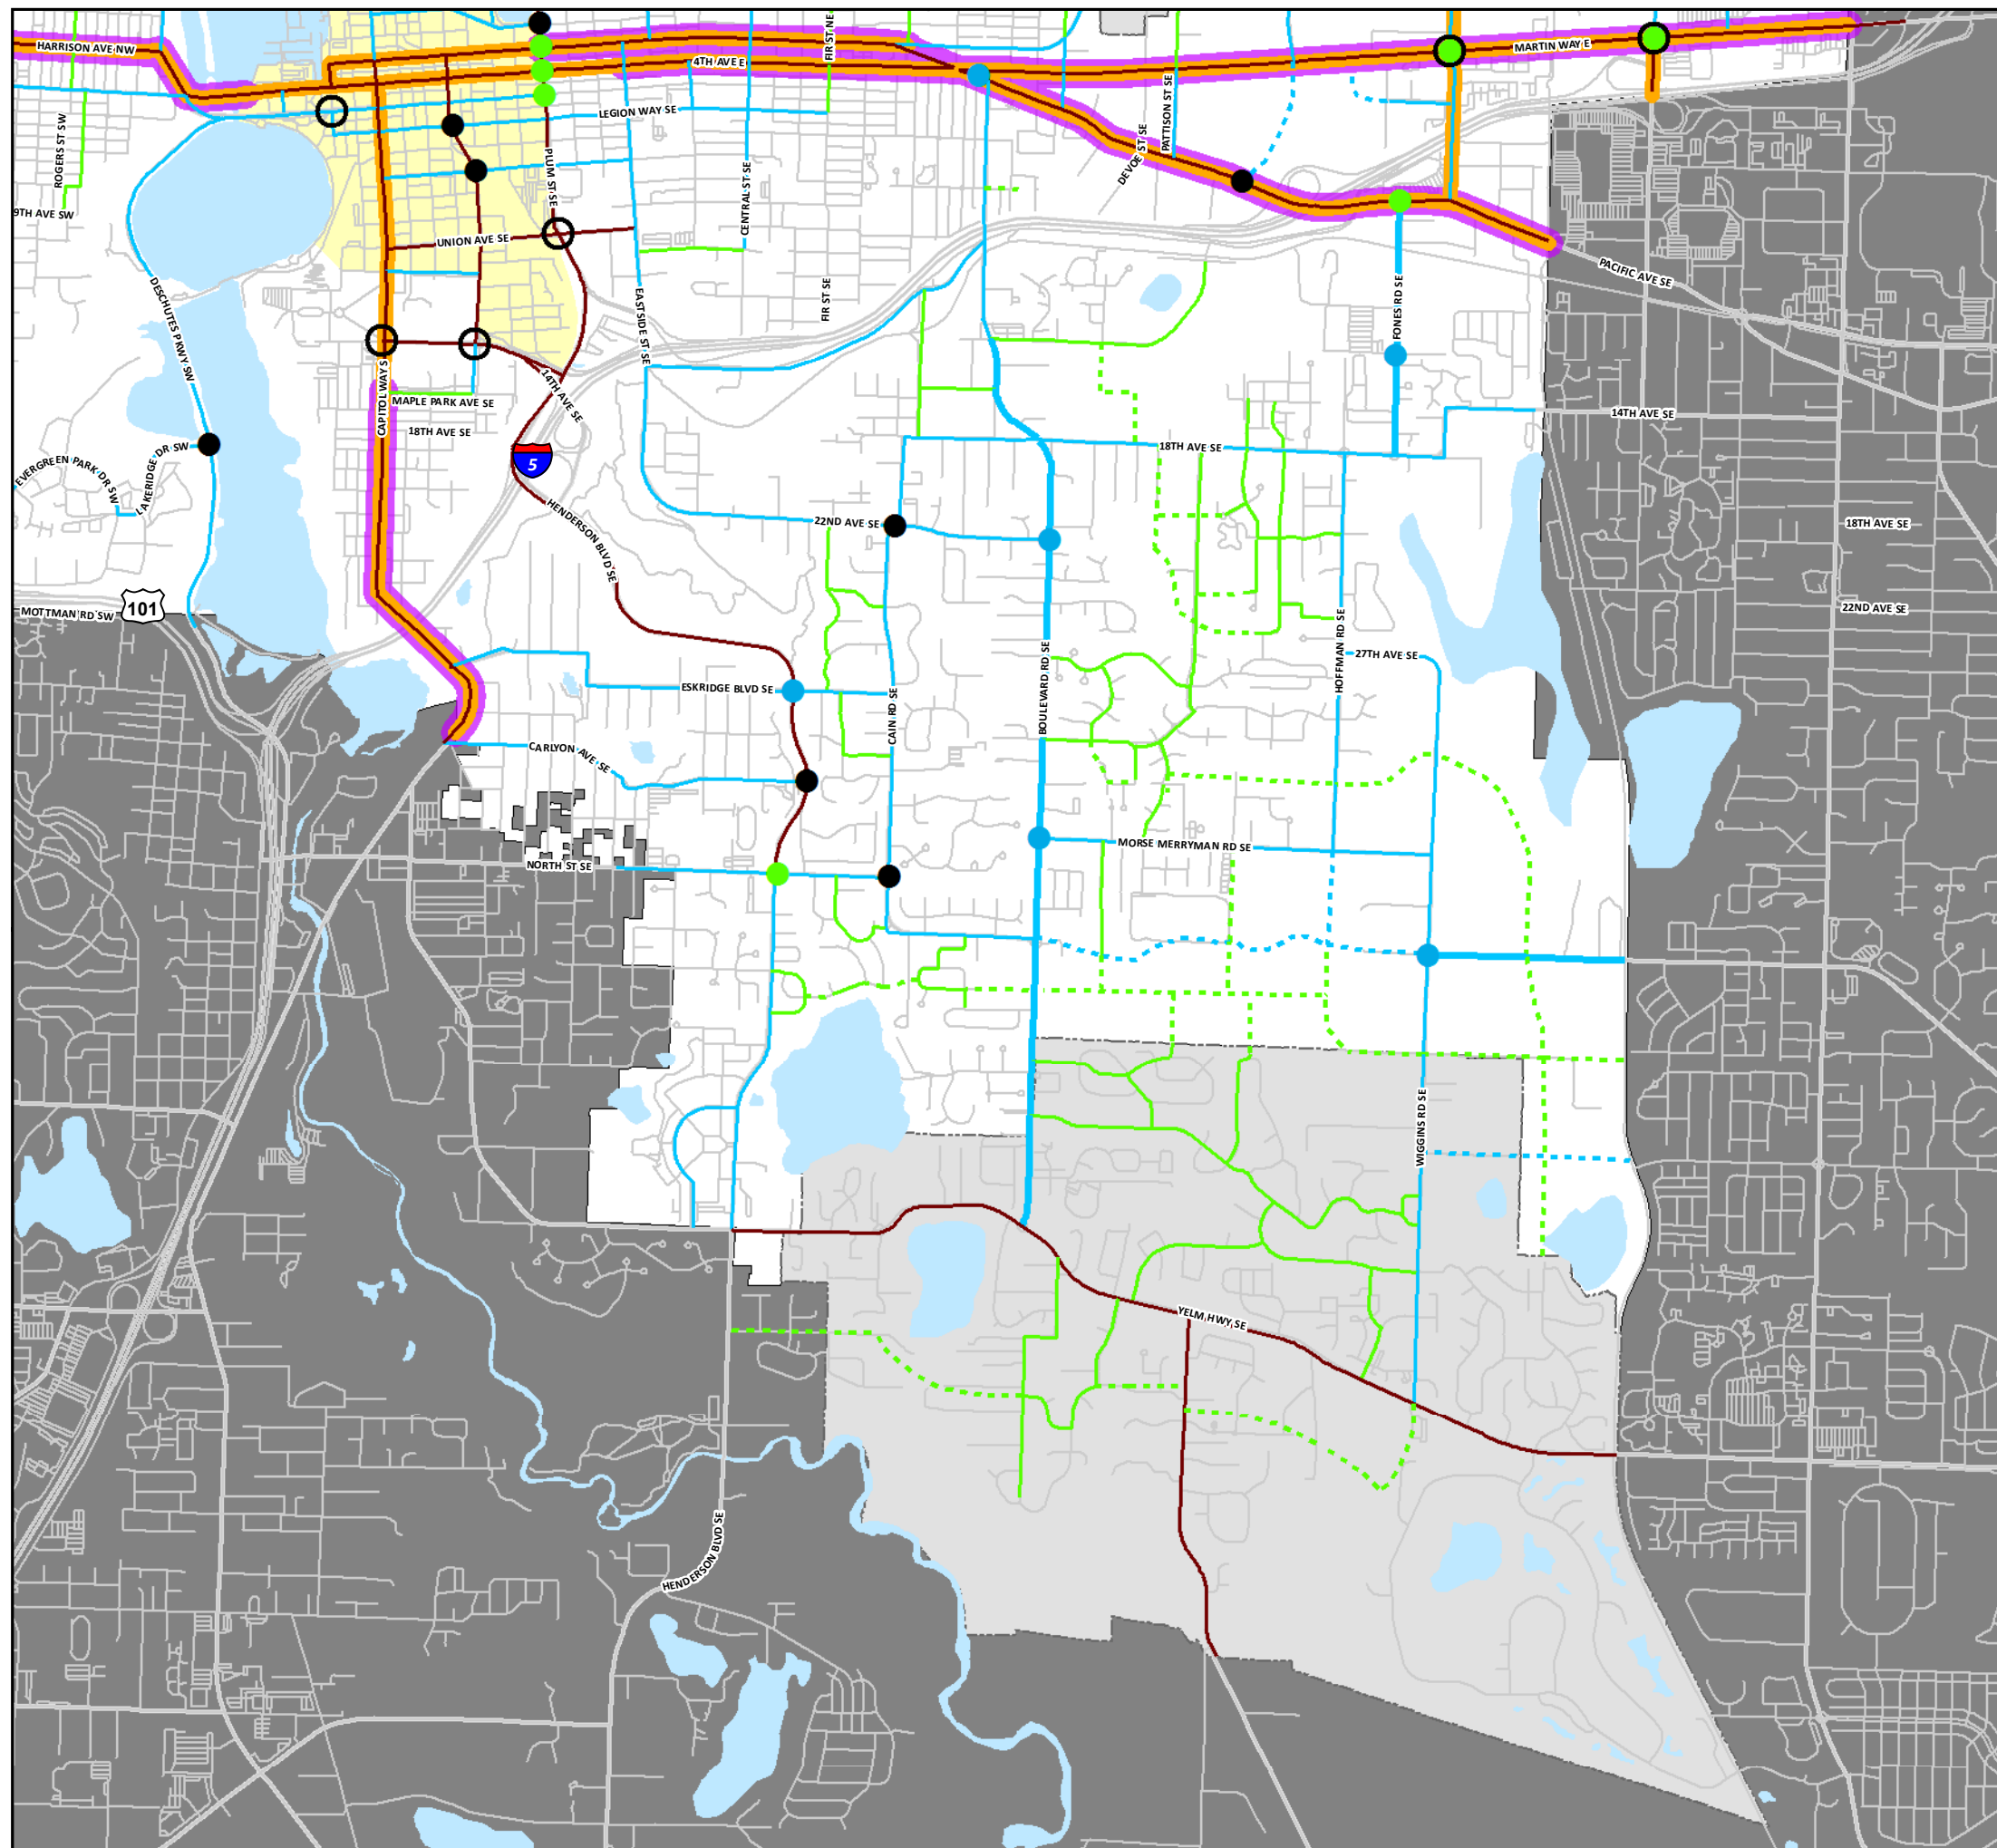 HARRISON AVE NW
FIR ST NE
MARTIN WAY E
4TH AVE E
ROGERS ST SW
LEGION WAY SE
PATTISON ST SE
DEVOE ST SE
PLUM ST SE
CENTRAL ST SE
9TH AVE SW
UNION AVE SE
PACIFIC AVE SE
DESCHUTES PKWY SW
EASTSIDE ST SE
FIR ST SE
FONES RD SE
CAPITOL WAY S
14TH AVE SE
MAPLE PARK AVE SE
14TH AVE SE
18TH AVE SE
18TH AVE SE
EVERGREEN PARK DR SW
LAKERIDGE DR SW
5
HENDERSON BLVD SE
22ND AVE SE
18TH AVE SE
101
MOTTMAN RD SW
22ND AVE SE
HOFFMAN RD SE
27TH AVE SE
BOULEVARD RD SE
ESKRIDGE BLVD SE
CAIN RD SE
CARLYON AVE SE
MORSE MERRYMAN RD SE
NORTH ST SE
WIGGINS RD SE
YELM HWY SE
HENDERSON BLVD SE